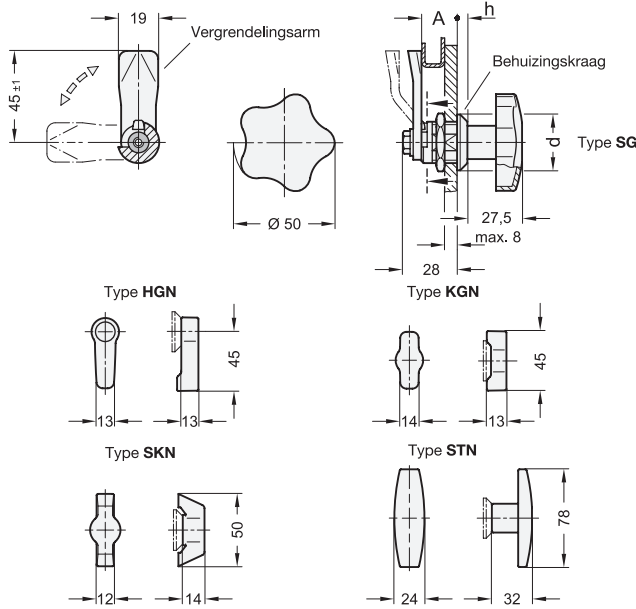 19
Vergrendelingsarm
45 ±1
Ø 50
A
h
Behuizingskraag
d
Type SG
27,5
max. 8
28
Type HGN
45
13
13
Type KGN
45
14
13
Type SKN
50
12
14
Type STN
78
24
32